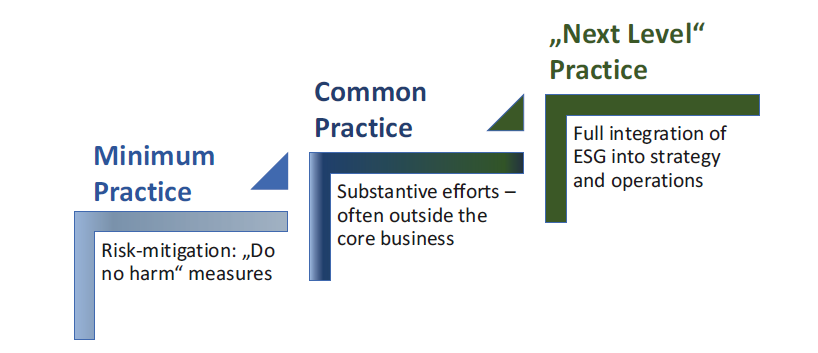 Minimum
Practice
Risk-mitigation: „Do
no harm“ measures
Common
Practice
Substantive efforts –
often outside the
core business
„Next Level“
Practice
Full integration of
ESG into strategy
and operations